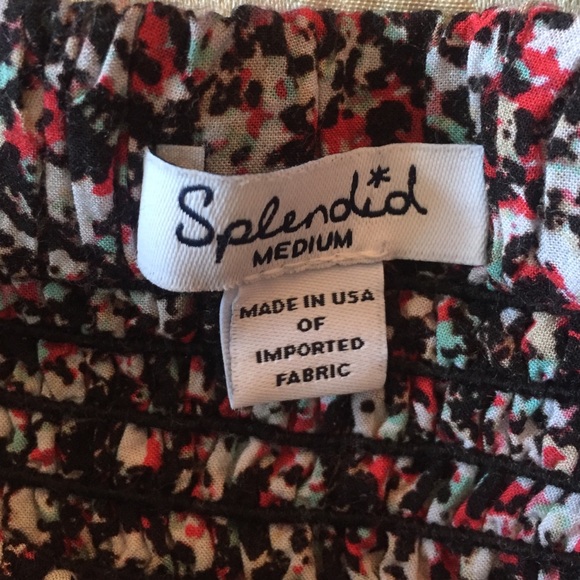 Splendid*
MEDIUM
MADE IN USA
OF
IMPORTED
FABRIC